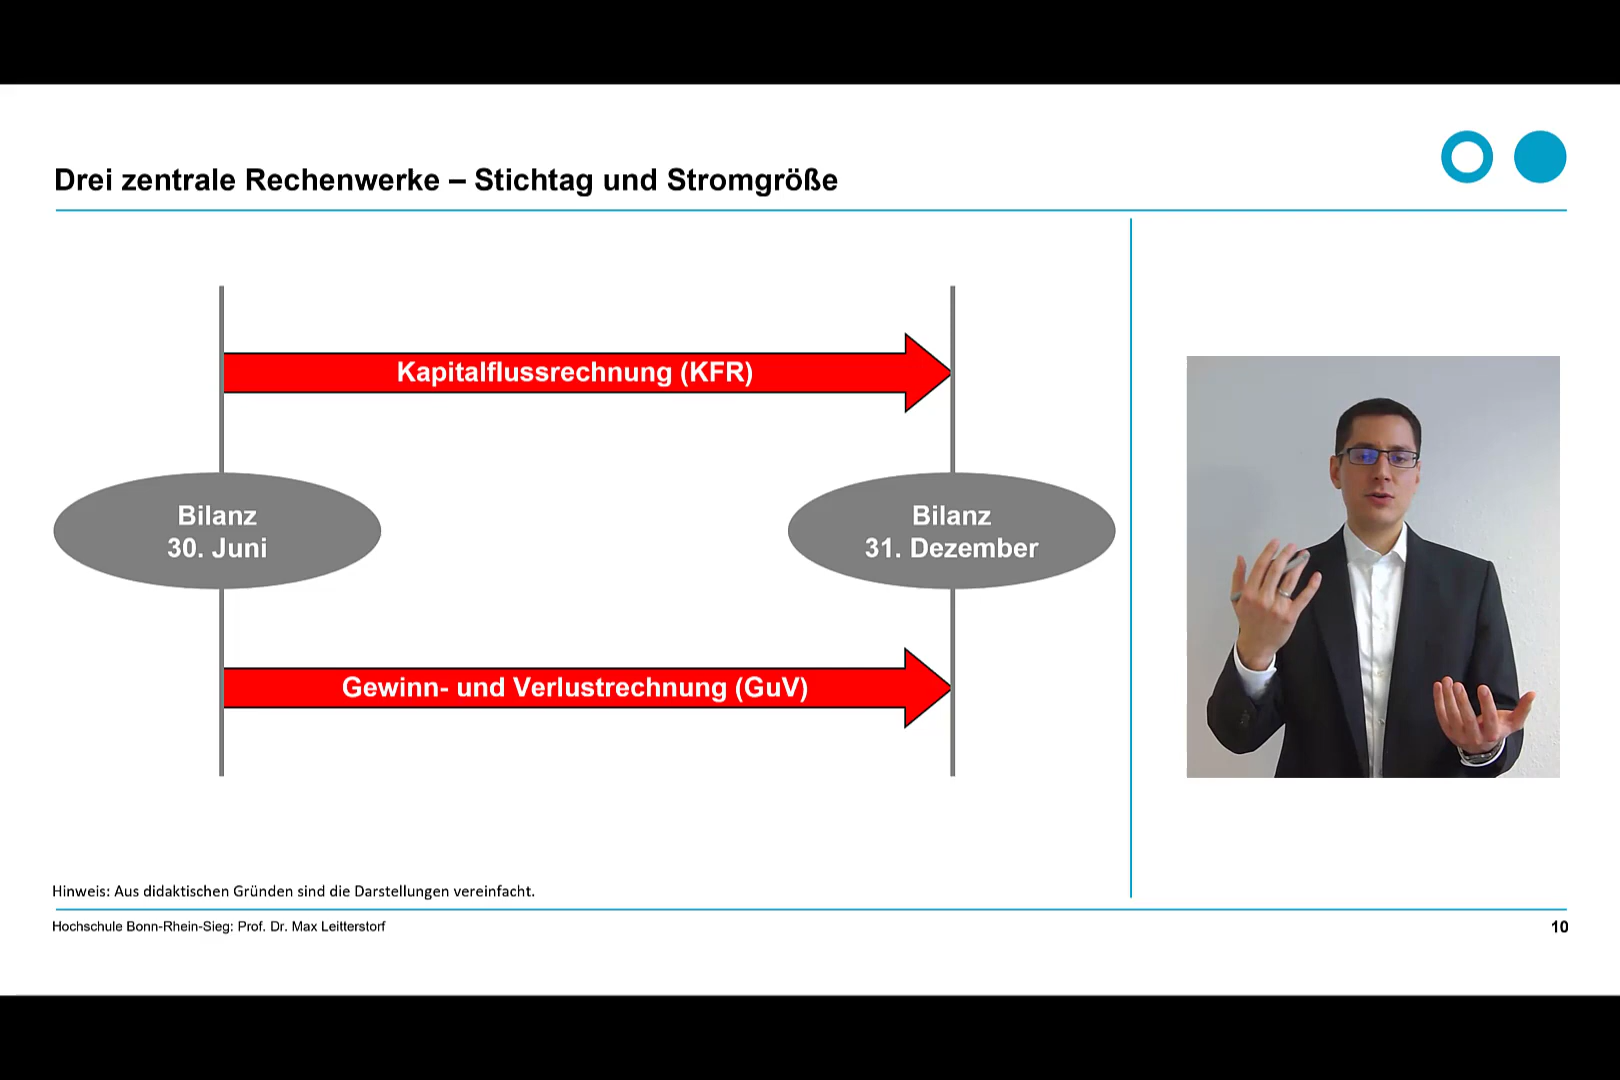 Drei zentrale Rechenwerke – Stichtag und Stromgröße
Kapitalflussrechnung (KFR)
Bilanz
30. Juni
Bilanz
31. Dezember
Gewinn- und Verlustrechnung (GuV)
Hinweis: Aus didaktischen Gründen sind die Darstellungen vereinfacht.
Hochschule Bonn-Rhein-Sieg: Prof. Dr. Max Leitterstorf
10